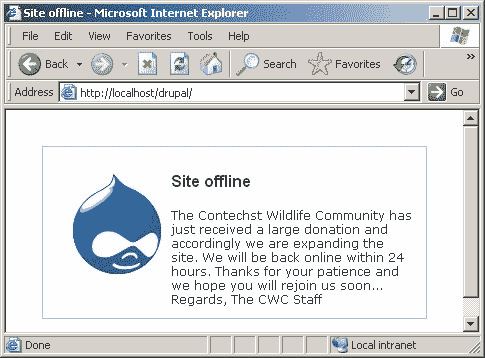 Site offline - Microsoft Internet Explorer
File Edit View Favorites Tools Help
Back Search Favorites
Address http://localhost/drupal/ Go
Site offline
The Contechst Wildlife Community has
just received a large donation and
accordingly we are expanding the
site. We will be back online within 24
hours. Thanks for your patience and
we hope you will rejoin us soon...
Regards, The CWC Staff
Done Local intranet